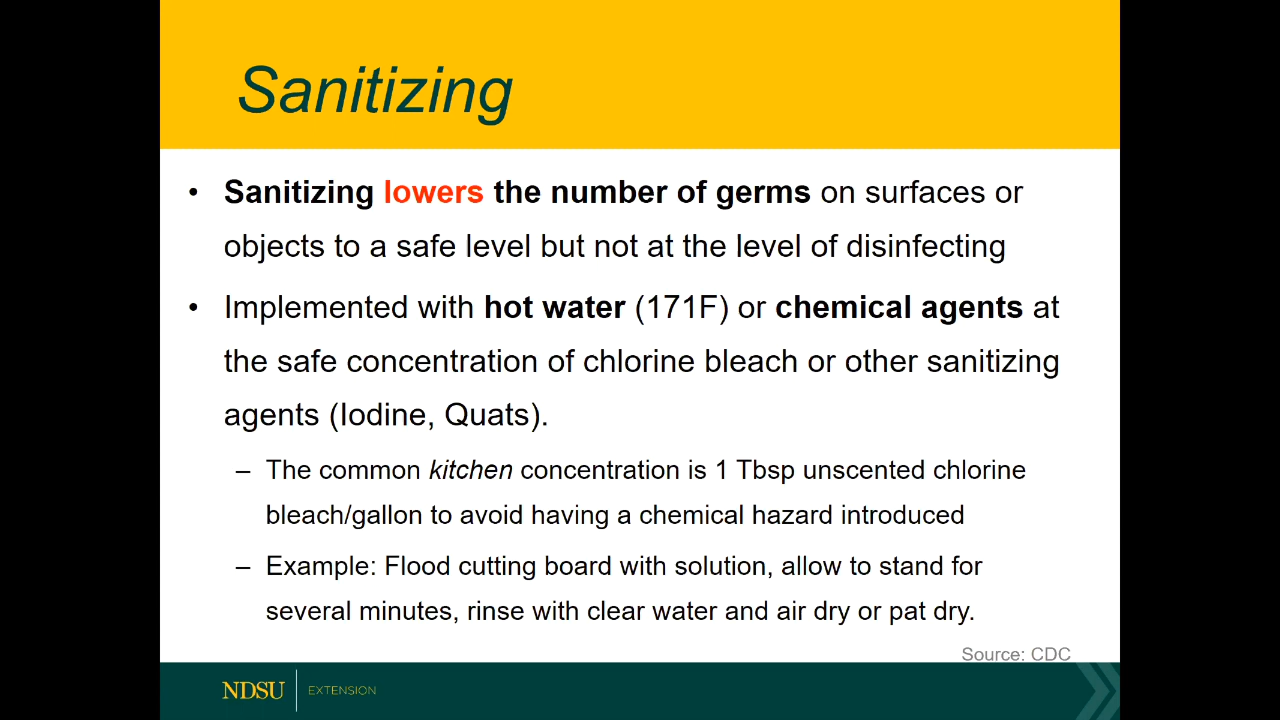 Sanitizing
• Sanitizing lowers the number of germs on surfaces or
objects to a safe level but not at the level of disinfecting
• Implemented with hot water (171F) or chemical agents at
the safe concentration of chlorine bleach or other sanitizing
agents (Iodine, Quats).
– The common kitchen concentration is 1 Tbsp unscented chlorine
bleach/gallon to avoid having a chemical hazard introduced
– Example: Flood cutting board with solution, allow to stand for
several minutes, rinse with clear water and air dry or pat dry.
Source: CDC
NDSU EXTENSION